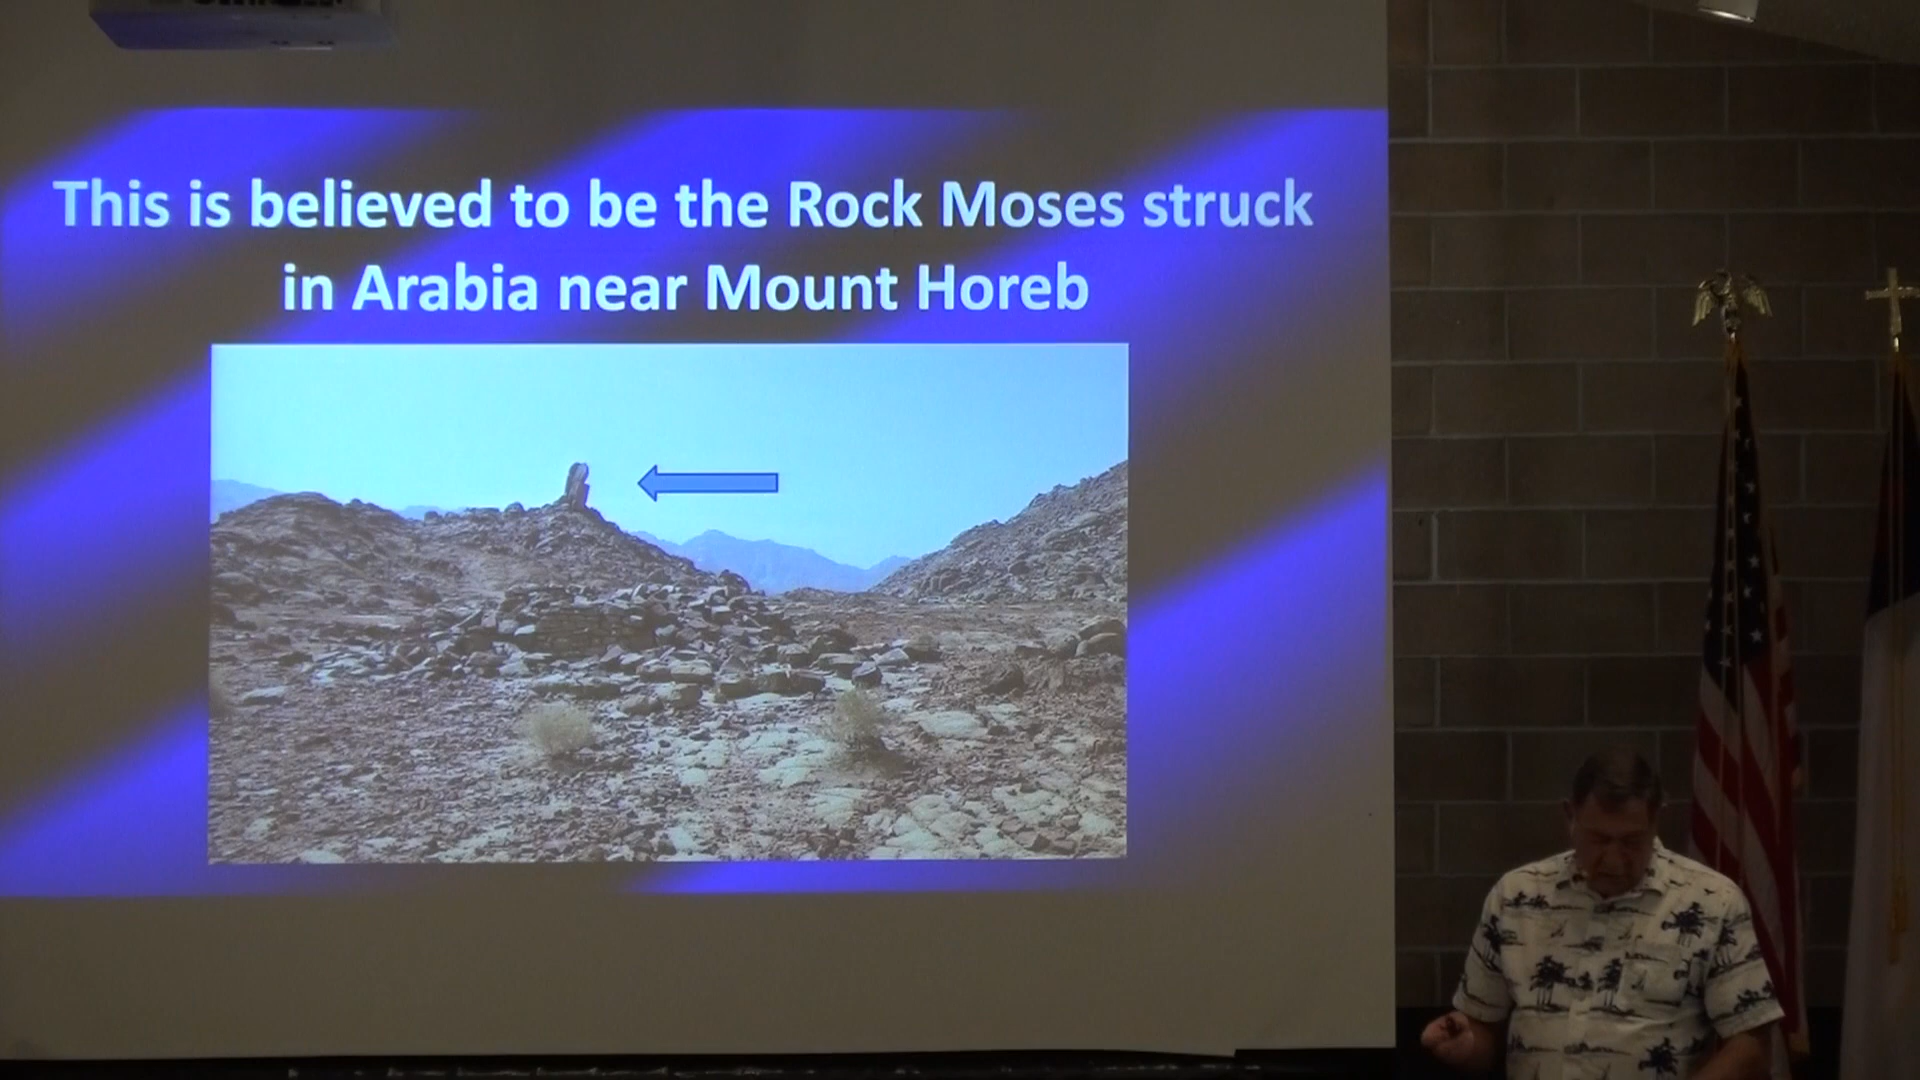 This is believed to be the Rock Moses struck
in Arabia near Mount Horeb